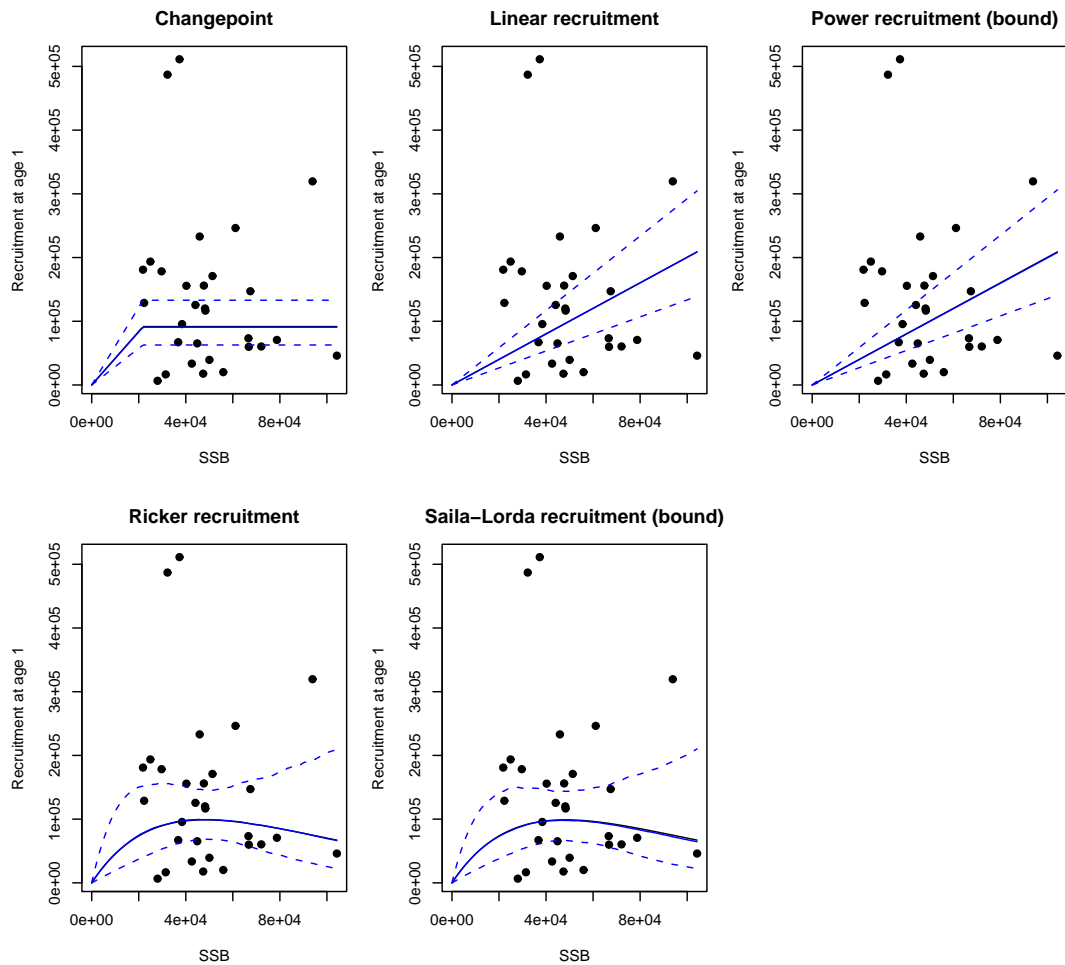 Changepoint
Recruitment at age 1
0e+00 1e+05 2e+05 3e+05 4e+05 5e+05
0e+00 4e+04 8e+04
SSB
Linear recruitment
Recruitment at age 1
0e+00 1e+05 2e+05 3e+05 4e+05 5e+05
0e+00 4e+04 8e+04
SSB
Power recruitment (bound)
Recruitment at age 1
0e+00 1e+05 2e+05 3e+05 4e+05 5e+05
0e+00 4e+04 8e+04
SSB
Ricker recruitment
Recruitment at age 1
0e+00 1e+05 2e+05 3e+05 4e+05 5e+05
0e+00 4e+04 8e+04
SSB
Saila−Lorda recruitment (bound)
Recruitment at age 1
0e+00 1e+05 2e+05 3e+05 4e+05 5e+05
0e+00 4e+04 8e+04
SSB